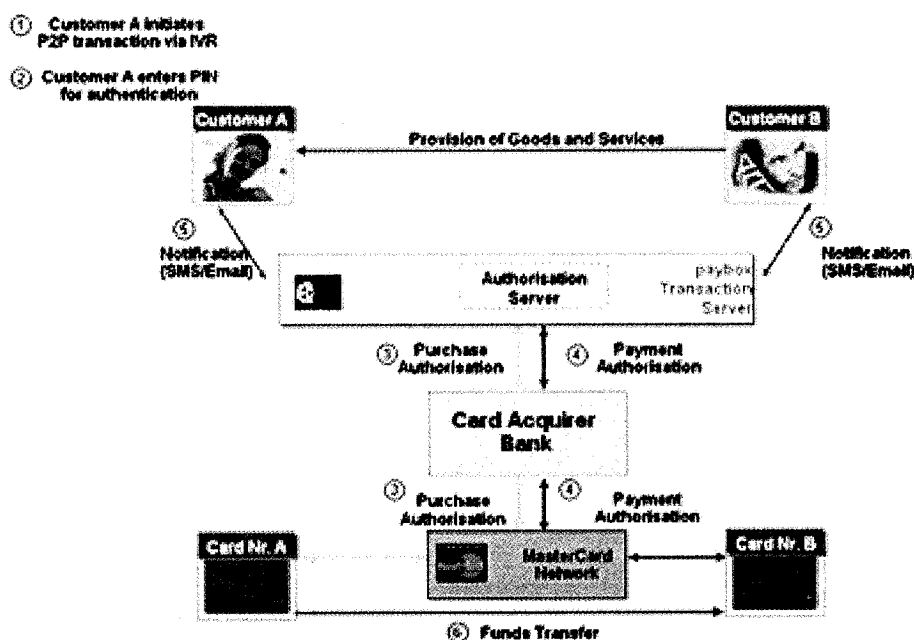 ① Customer A initiates
P2P transaction via IVR
② Customer A enters PIN
for authentication
Customer A
Customer B
Provision of Goods and Services
⑤
Notification
(SMS/Email)
⑤
Notification
(SMS/Email)
Authorisation
Server
paybox
Transaction
Server
③ Purchase
Authorisation
④ Payment
Authorisation
Card Acquirer
Bank
③ Purchase
Authorisation
④ Payment
Authorisation
Card Nr. A
MasterCard
Network
Card Nr. B
⑥ Funds Transfer